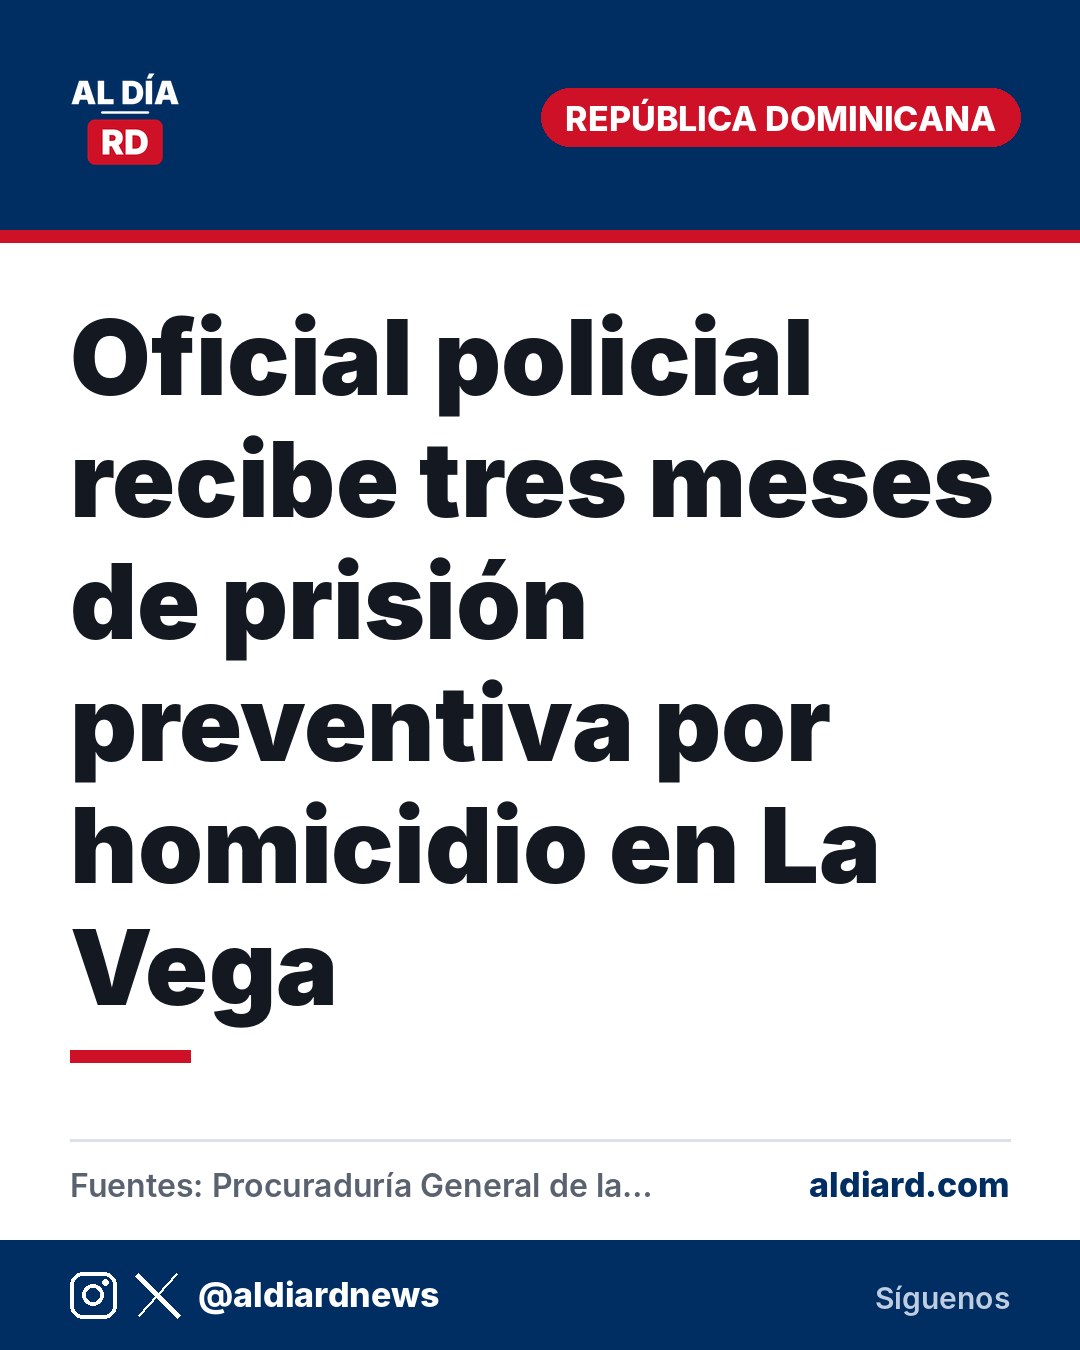 AL DÍA
RD
REPÚBLICA DOMINICANA
Oficial policial
recibe tres meses
de prisión
preventiva por
homicidio en La
Vega
Fuentes: Procuraduría General de la...
aldiard.com
@aldiardnews
Síguenos